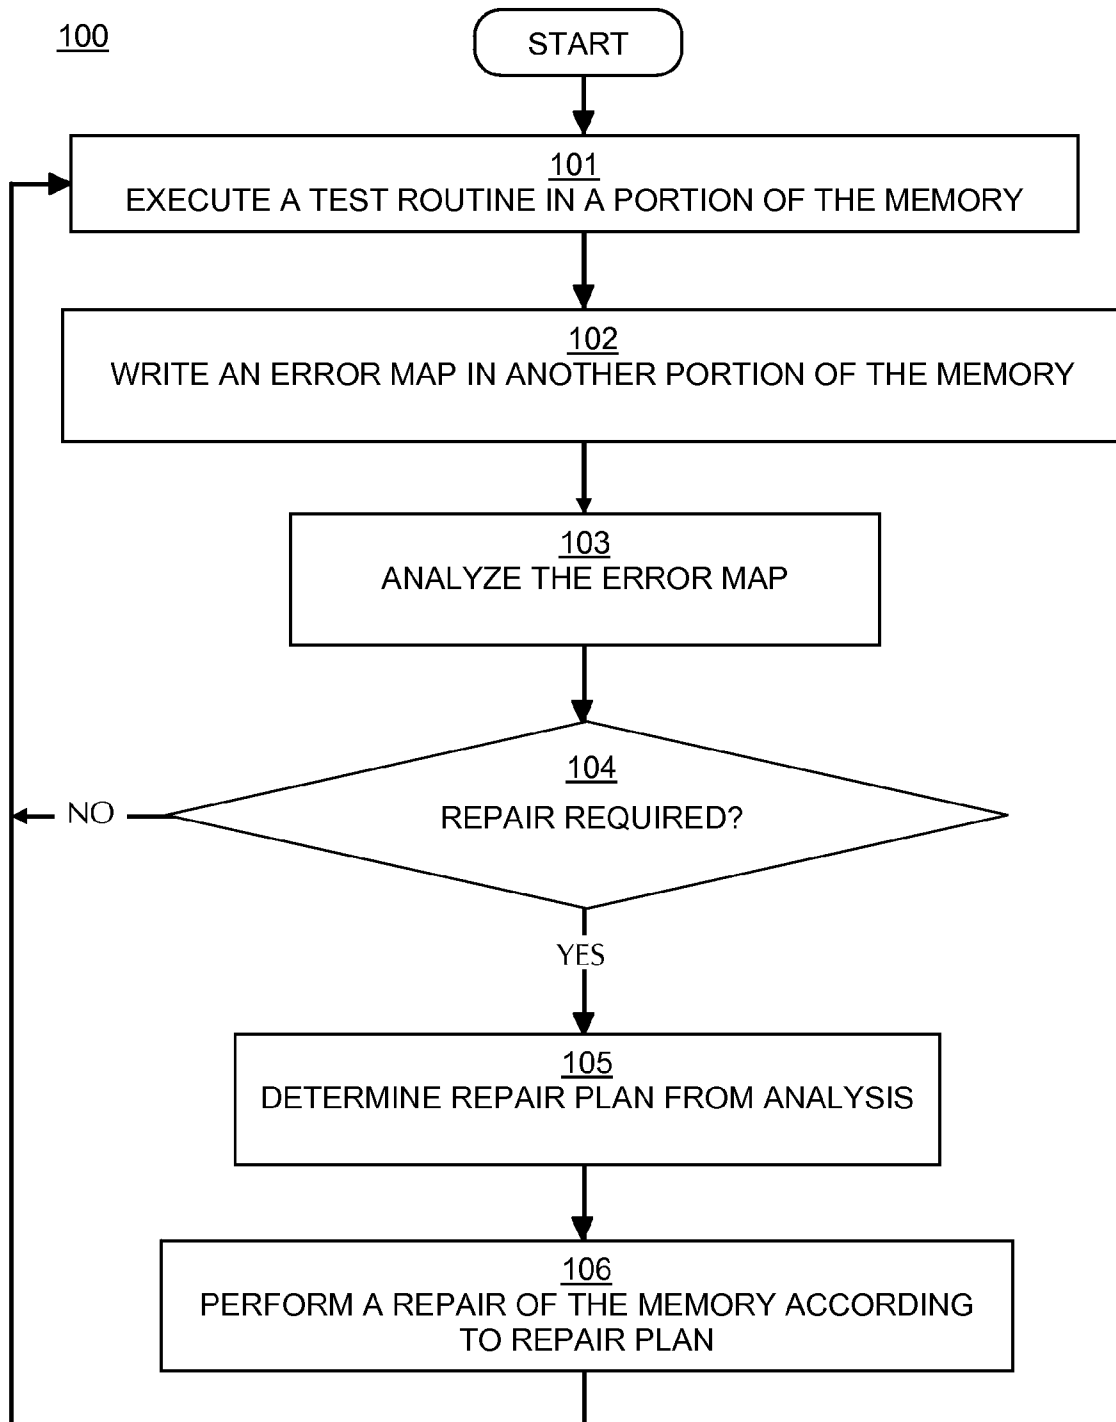 100
START
101
EXECUTE A TEST ROUTINE IN A PORTION OF THE MEMORY
102
WRITE AN ERROR MAP IN ANOTHER PORTION OF THE MEMORY
103
ANALYZE THE ERROR MAP
104
REPAIR REQUIRED?
NO
YES
105
DETERMINE REPAIR PLAN FROM ANALYSIS
106
PERFORM A REPAIR OF THE MEMORY ACCORDING
TO REPAIR PLAN